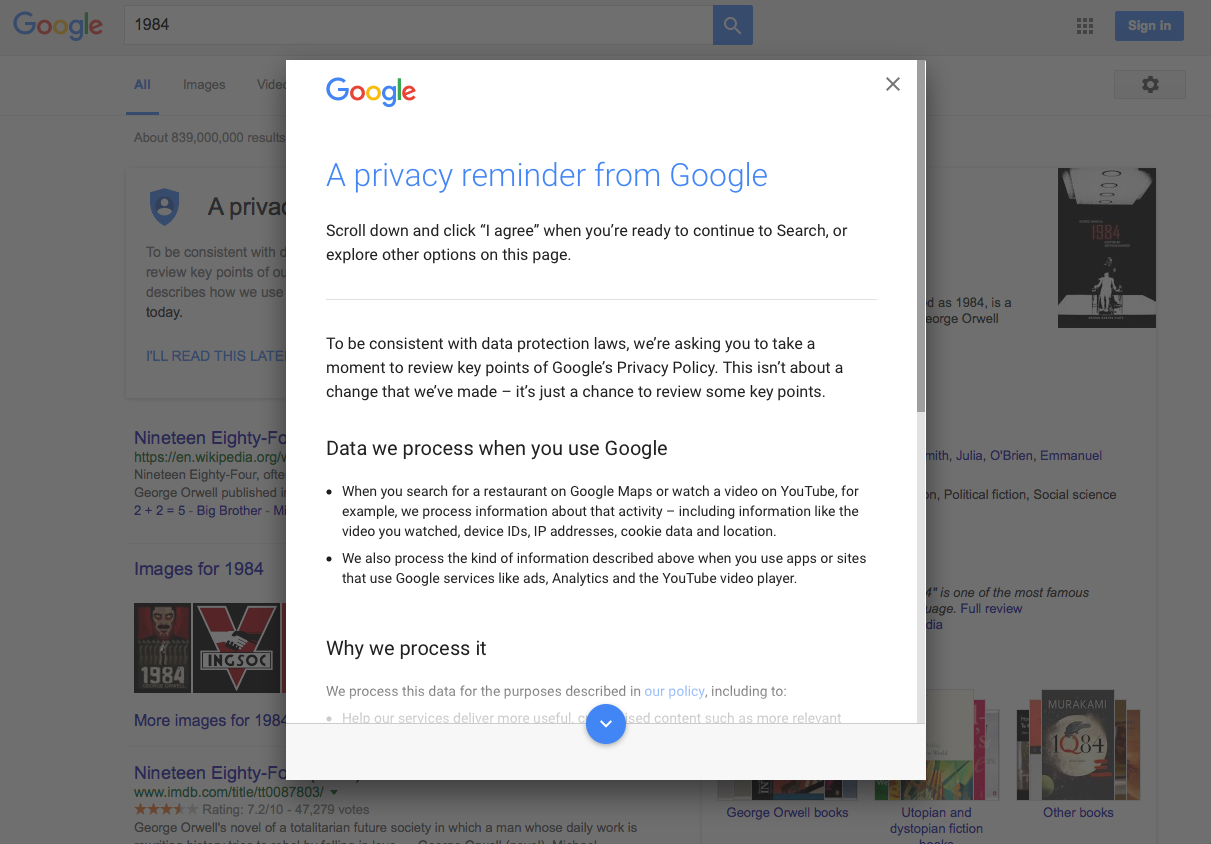 Google
1984
Sign in
All Images
About 839,000,000 results
To be consistent with d
review key points of ou
describes how we use
today.
I'LL READ THIS LATE
Nineteen Eighty-Fo
https://en.wikipedia.org/w
Nineteen Eighty-Four, ofte
George Orwell published i
2 + 2 = 5 - Big Brother - Mi
Images for 1984
1984
GEORGE ORWELL
INGSOC
More images for 1984
Nineteen Eighty-Fo
www.imdb.com/title/tt0087803/
Rating: 7.2/10 - 47,279 votes
George Orwell's novel of a totalitarian future society in which a man whose daily work is
Google
A privacy reminder from Google
Scroll down and click “I agree” when you’re ready to continue to Search, or
explore other options on this page.
To be consistent with data protection laws, we’re asking you to take a
moment to review key points of Google’s Privacy Policy. This isn’t about a
change that we’ve made – it’s just a chance to review some key points.
Data we process when you use Google
• When you search for a restaurant on Google Maps or watch a video on YouTube, for
example, we process information about that activity – including information like the
video you watched, device IDs, IP addresses, cookie data and location.
• We also process the kind of information described above when you use apps or sites
that use Google services like ads, Analytics and the YouTube video player.
Why we process it
We process this data for the purposes described in our policy, including to:
• Help our services deliver more useful, c ised content such as more relevant
1984
d as 1984, is a
eorge Orwell
mith, Julia, O'Brien, Emmanuel
on, Political fiction, Social science
4" is one of the most famous
uage. Full review
dia
MURAKAMI
1Q84
George Orwell books
Utopian and
dystopian fiction
books
Other books